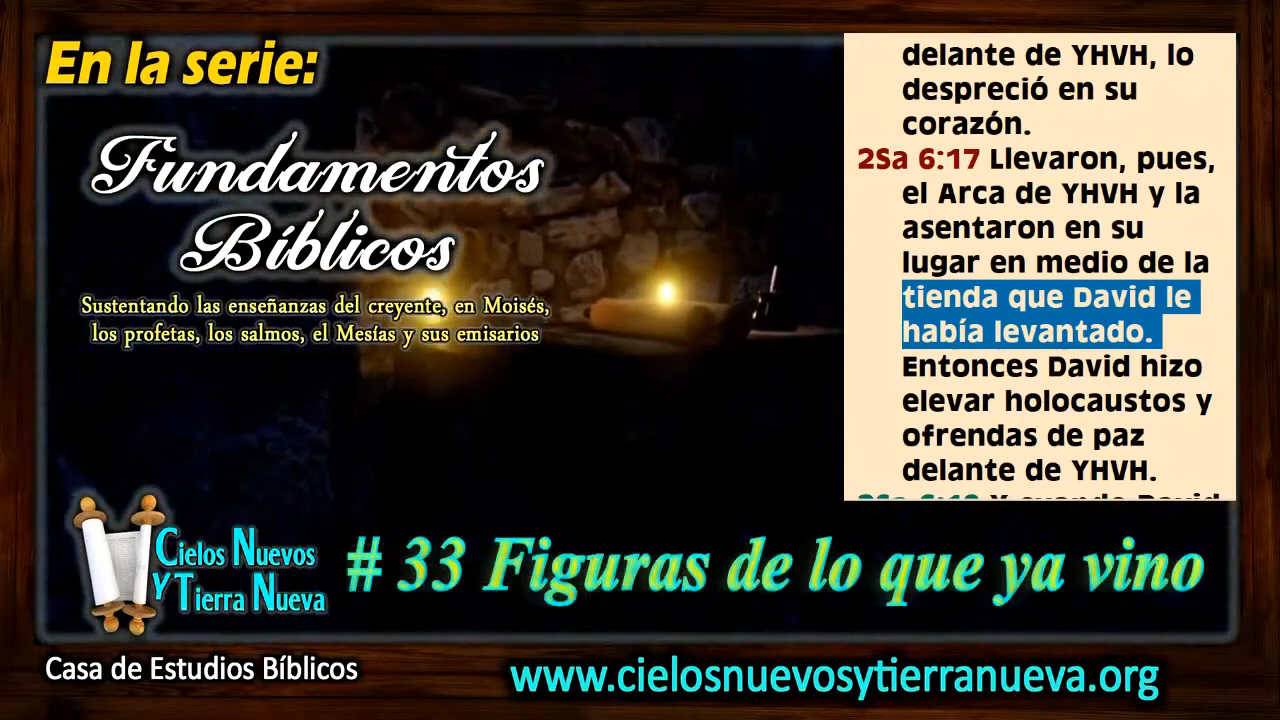 En la serie:
Fundamentos
Bíblicos
Sustentando las enseñanzas del creyente, en Moisés,
los profetas, los salmos, el Mesías y sus emisarios
delante de YHVH, lo
despreció en su
corazón.
2Sa 6:17 Llevaron, pues,
el Arca de YHVH y la
asentaron en su
lugar en medio de la
tienda que David le
había levantado.
Entonces David hizo
elevar holocaustos y
ofrendas de paz
delante de YHVH.
Cielos Nuevos
Y Tierra Nueva
# 33 Figuras de lo que ya vino
Casa de Estudios Bíblicos
www.cielosnuevosytierranueva.org